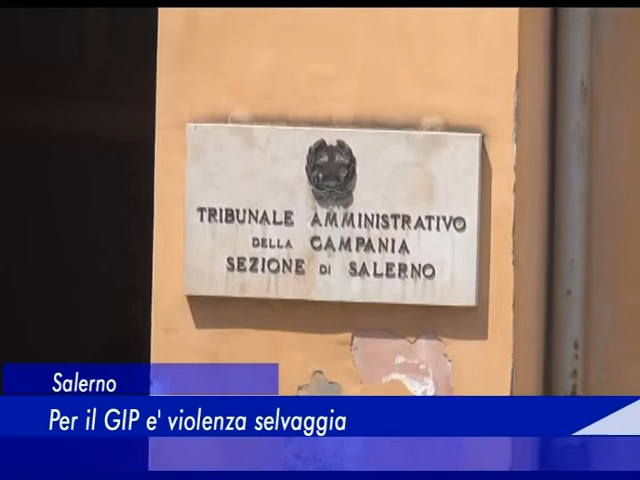 TRIBUNALE AMMINISTRATIVO
DELLA CAMPANIA
SEZIONE DI SALERNO
Salerno
Per il GIP e' violenza selvaggia